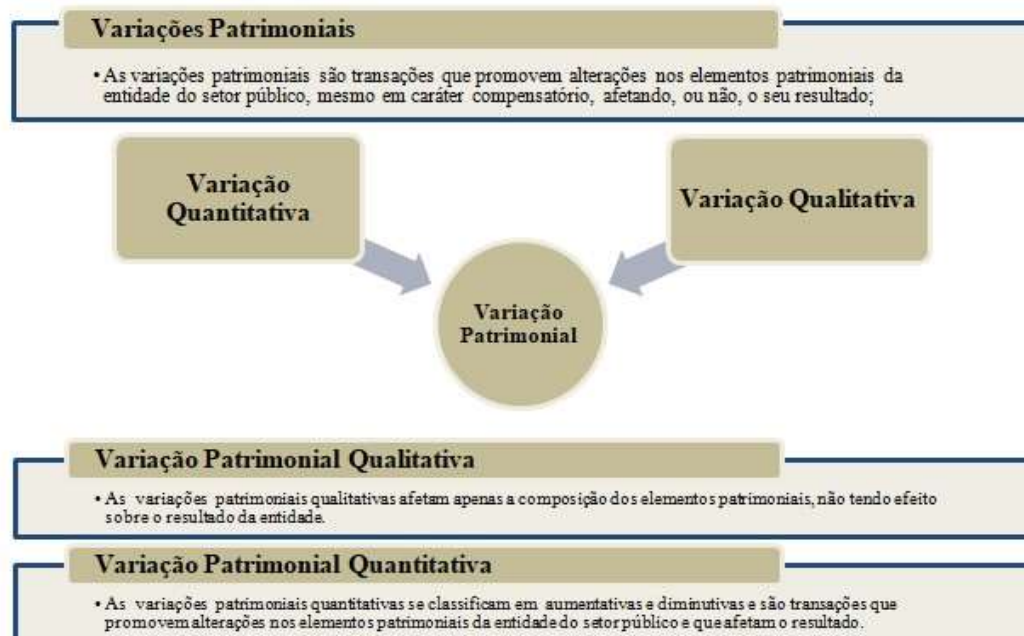 Variações Patrimoniais
• As variações patrimoniais são transações que promovem alterações nos elementos patrimoniais da
entidade do setor público, mesmo em caráter compensatório, afetando, ou não, o seu resultado;
Variação
Quantitativa
Variação Qualitativa
Variação
Patrimonial
Variação Patrimonial Qualitativa
• As variações patrimoniais qualitativas afetam apenas a composição dos elementos patrimoniais, não tendo efeito
sobre o resultado da entidade.
Variação Patrimonial Quantitativa
• As variações patrimoniais quantitativas se classificam em aumentativas e diminutivas e são transações que
promovem alterações nos elementos patrimoniais da entidade do setor público e que afetam o resultado.